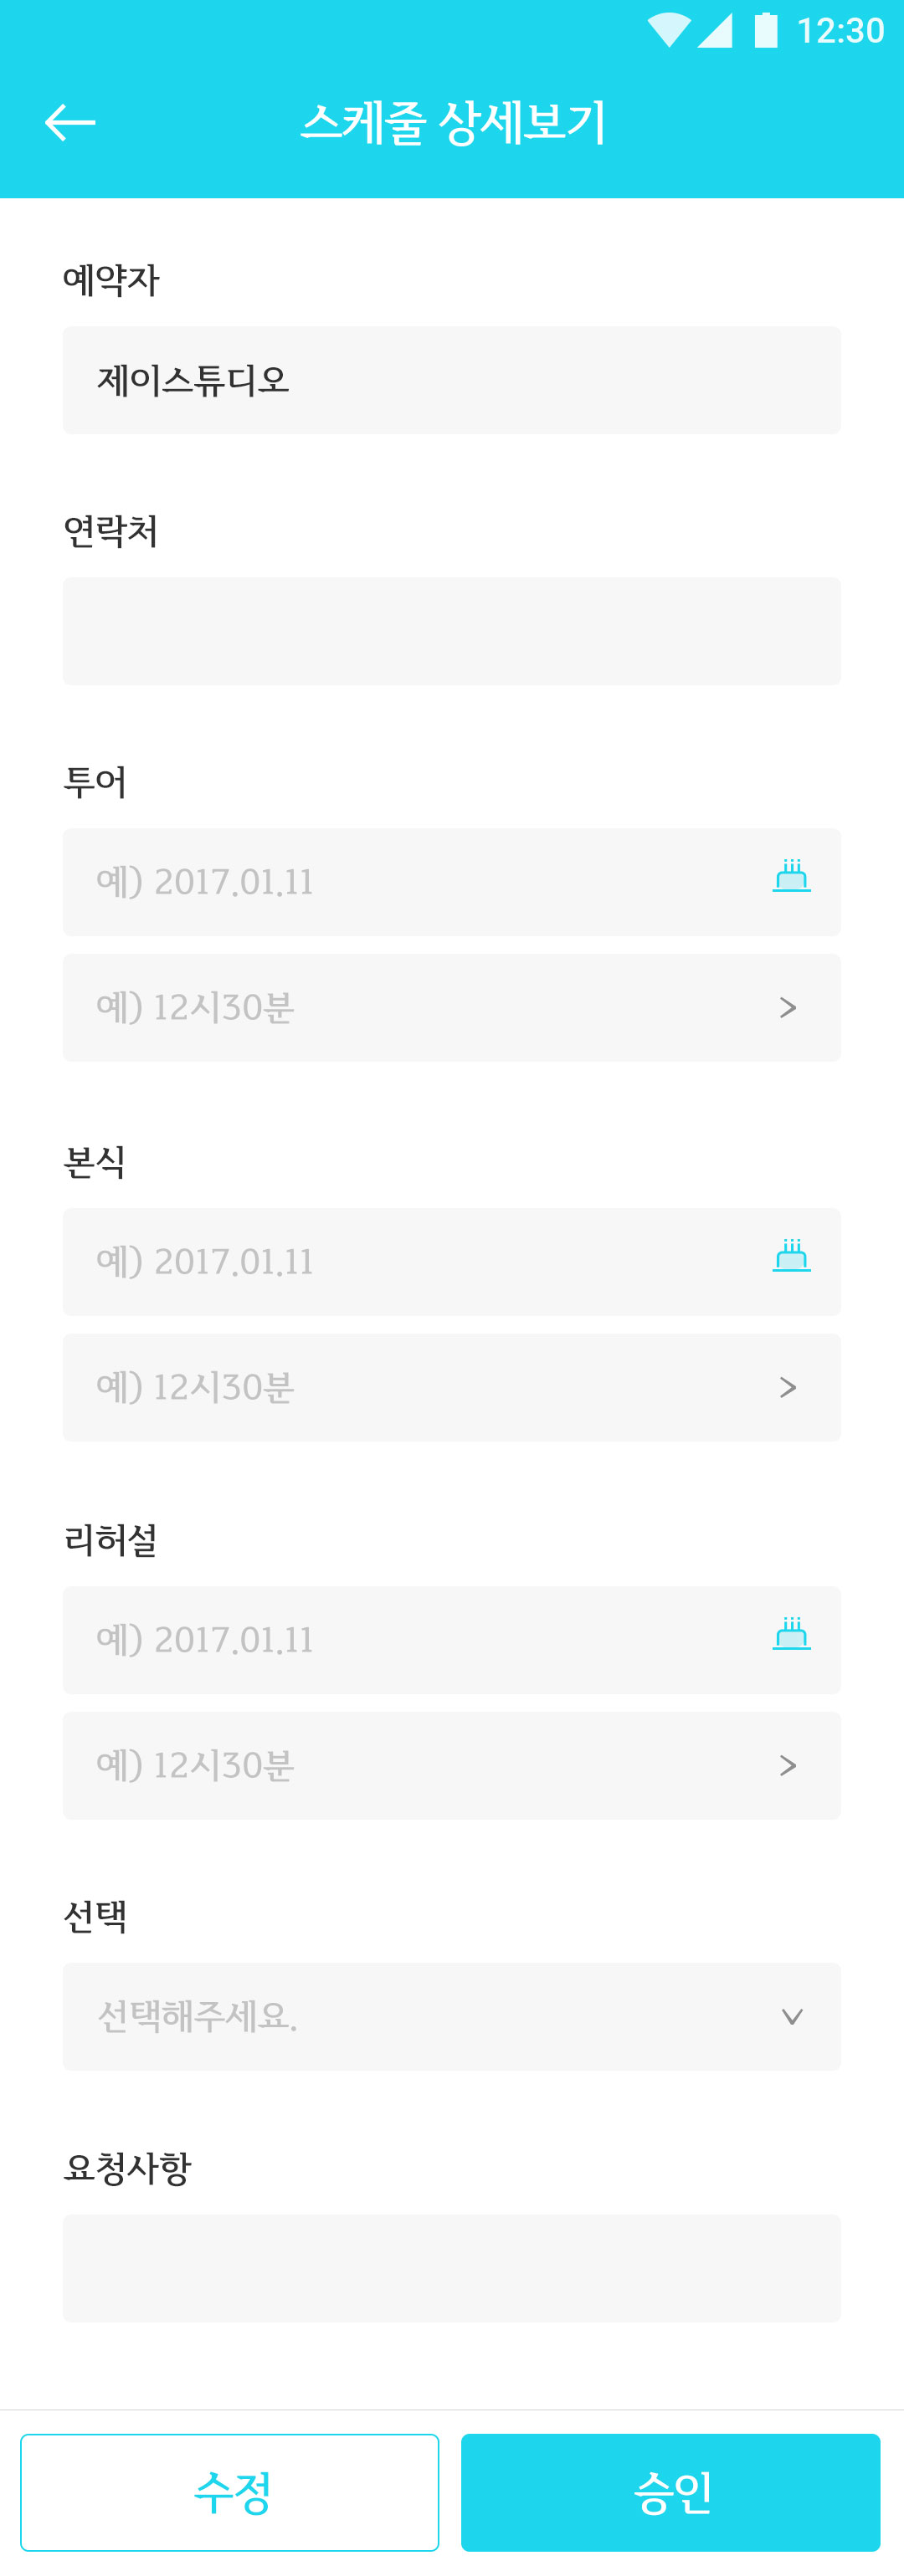 12:30
스케줄 상세보기
예약자
제이스튜디오
연락처
투어
예) 2017.01.11
예) 12시30분
본식
예) 2017.01.11
예) 12시30분
리허설
예) 2017.01.11
예) 12시30분
선택
선택해주세요.
요청사항
수정
승인